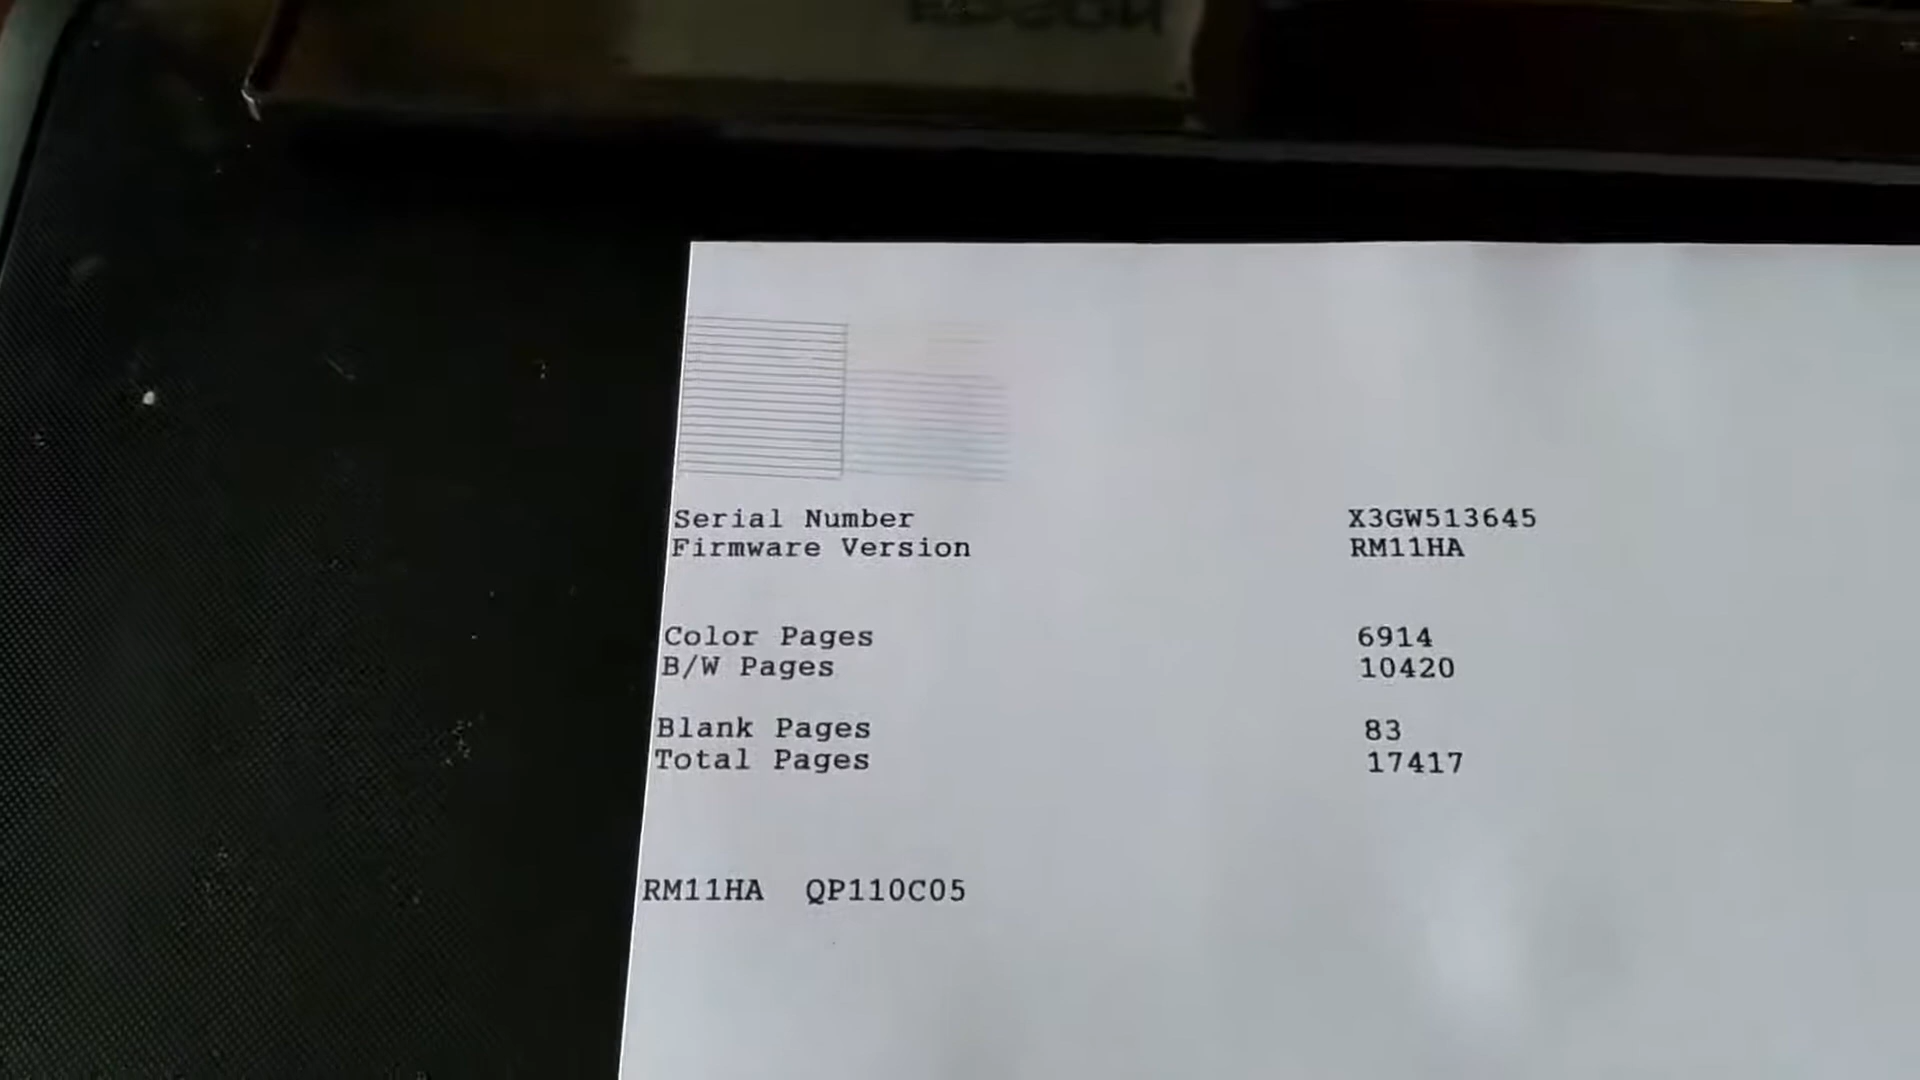 EPSON
Serial Number X3GW513645
Firmware Version RM11HA
Color Pages 6914
B/W Pages 10420
Blank Pages 83
Total Pages 17417
RM11HA QP110C05